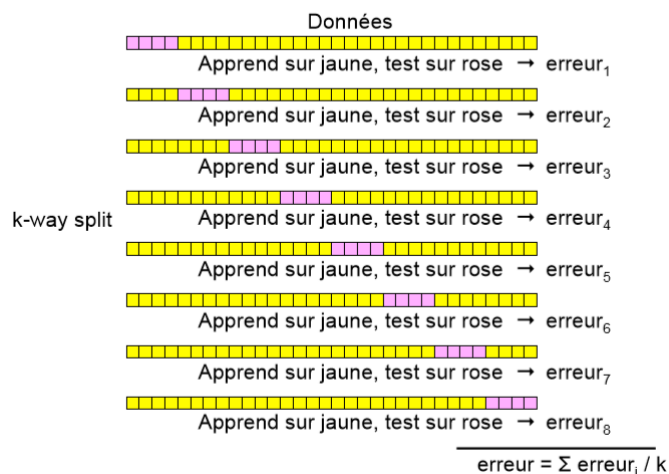 Données
Apprend sur jaune, test sur rose → erreur₁
Apprend sur jaune, test sur rose → erreur₂
Apprend sur jaune, test sur rose → erreur₃
k-way split
Apprend sur jaune, test sur rose → erreur₄
Apprend sur jaune, test sur rose → erreur₅
Apprend sur jaune, test sur rose → erreur₆
Apprend sur jaune, test sur rose → erreur₇
Apprend sur jaune, test sur rose → erreur₈
erreur = Σ erreurᵢ / k